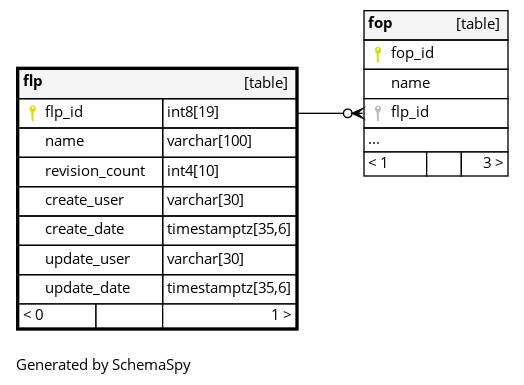 fop [table]
fop_id
name
flp_id
...
< 1 3 >
flp [table]
flp_id int8[19]
name varchar[100]
revision_count int4[10]
create_user varchar[30]
create_date timestamptz[35,6]
update_user varchar[30]
update_date timestamptz[35,6]
< 0 1 >
Generated by SchemaSpy